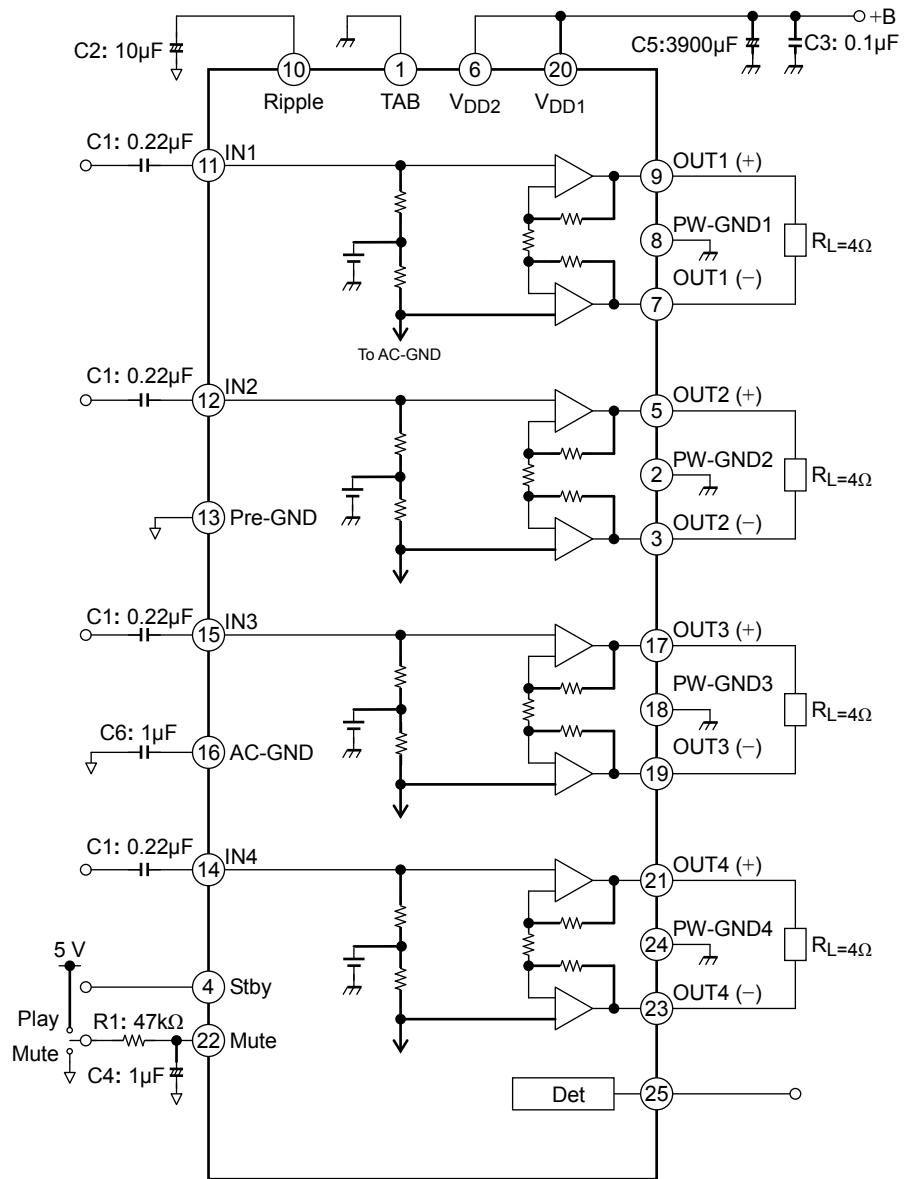 C2: 10µF
C5:3900µF
C3: 0.1µF
+B
10
1
6
20
Ripple
TAB
VDD2
VDD1
C1: 0.22µF
11
IN1
9
OUT1 (+)
8
PW-GND1
RL=4Ω
7
OUT1 (−)
To AC-GND
C1: 0.22µF
12
IN2
5
OUT2 (+)
2
PW-GND2
RL=4Ω
13
Pre-GND
3
OUT2 (−)
C1: 0.22µF
15
IN3
17
OUT3 (+)
18
PW-GND3
RL=4Ω
C6: 1µF
16
AC-GND
19
OUT3 (−)
C1: 0.22µF
14
IN4
21
OUT4 (+)
24
PW-GND4
RL=4Ω
5 V
4
Stby
23
OUT4 (−)
Play
R1: 47kΩ
22
Mute
Mute
C4: 1µF
Det
25